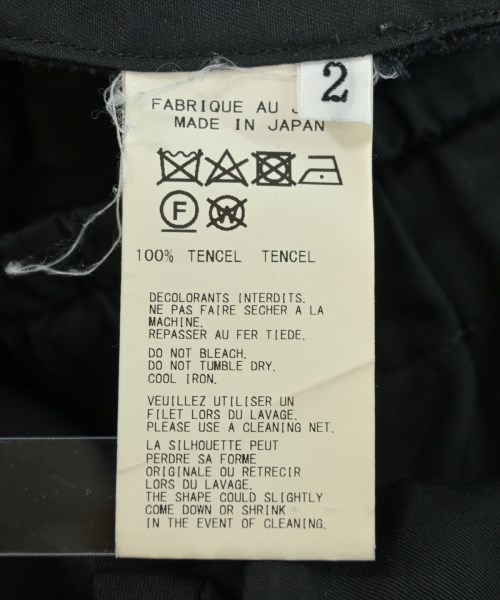 2
FABRIQUE AU J
MADE IN JAPAN
F
W
100% TENCEL TENCEL
DECOLORANTS INTERDITS.
NE PAS FAIRE SECHER A LA
MACHINE.
REPASSER AU FER TIEDE.
DO NOT BLEACH.
DO NOT TUMBLE DRY.
COOL IRON.
VEUILLEZ UTILISER UN
FILET LORS DU LAVAGE.
PLEASE USE A CLEANING NET.
LA SILHOUETTE PEUT
PERDRE SA FORME
ORIGINALE OU RETRECIR
LORS DU LAVAGE.
THE SHAPE COULD SLIGHTLY
COME DOWN OR SHRINK
IN THE EVENT OF CLEANING.